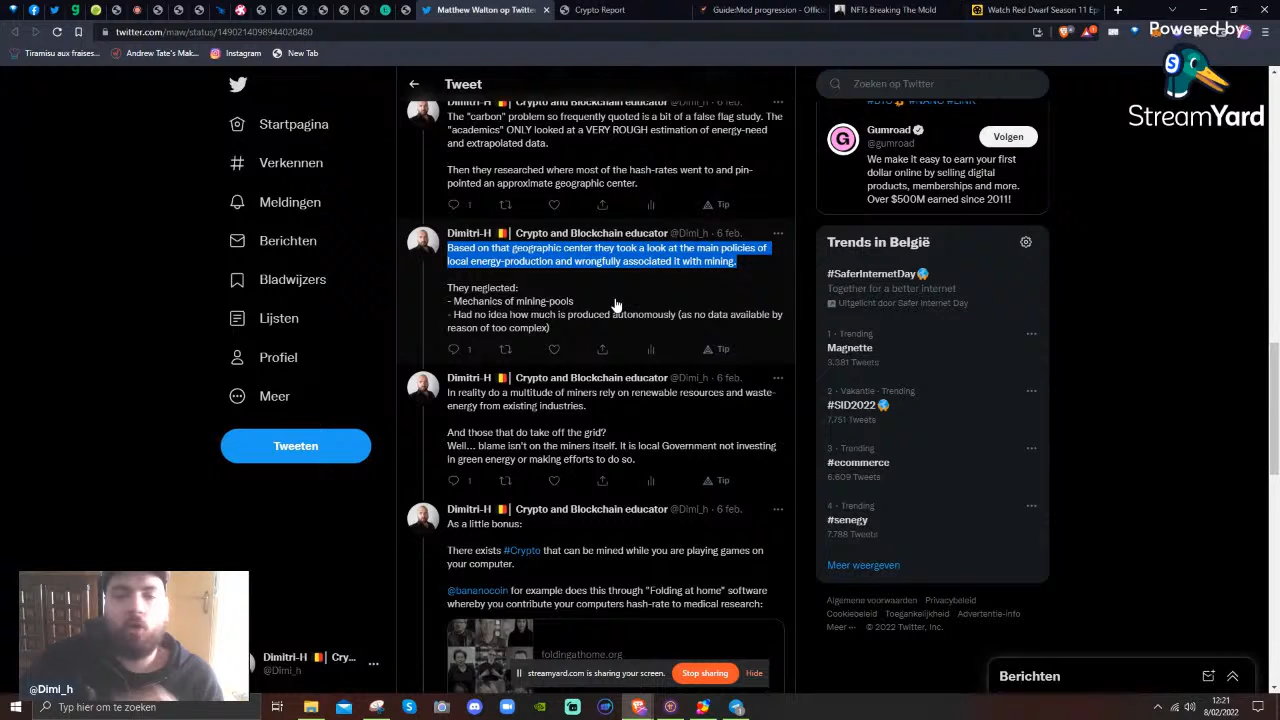 Matthew Walton op Twitter
Crypto Report
Guide:Mod progression - Offici
NFTs Breaking The Mold
Watch Red Dwarf Season 11 Ep
twitter.com/maw/status/1490214098944020480
Powered by
StreamYard
Tiramisu aux fraises...
Andrew Tate's Mak...
Instagram
New Tab
Startpagina
Verkennen
Meldingen
Berichten
Bladwijzers
Lijsten
Profiel
Meer
Tweeten
Dimitri-H 🇧🇪| Cry...
@Dimi_h
@Dimi_h
Tweet
Dimitri-H 🇧🇪| Crypto and Blockchain educator @Dimi_h · 6 feb.
The "carbon" problem so frequently quoted is a bit of a false flag study. The
"academics" ONLY looked at a VERY ROUGH estimation of energy-need
and extrapolated data.
Then they researched where most of the hash-rates went to and pin-
pointed an approximate geographic center.
1
Tip
Dimitri-H 🇧🇪| Crypto and Blockchain educator @Dimi_h · 6 feb.
Based on that geographic center they took a look at the main policies of
local energy-production and wrongfully associated it with mining.
They neglected:
- Mechanics of mining-pools
- Had no idea how much is produced autonomously (as no data available by
reason of too complex)
1
Tip
Dimitri-H 🇧🇪| Crypto and Blockchain educator @Dimi_h · 6 feb.
In reality do a multitude of miners rely on renewable resources and waste-
energy from existing industries.
And those that do take off the grid?
Well... blame isn't on the miners itself. It is local Government not investing
in green energy or making efforts to do so.
1
Tip
Dimitri-H 🇧🇪| Crypto and Blockchain educator @Dimi_h · 6 feb.
As a little bonus:
There exists #Crypto that can be mined while you are playing games on
your computer.
@bananocoin for example does this through "Folding at home" software
whereby you contribute your computers hash-rate to medical research:
foldingathome.org
streamyard.com is sharing your screen.
Stop sharing
Hide
Zoeken op Twitter
#BTC #NANO #LINK
Gumroad
@gumroad
Volgen
We make it easy to earn your first
dollar online by selling digital
products, memberships and more.
Over $500M earned since 2011!
Trends in België
#SaferInternetDay
Together for a better internet
Uitgelicht door Safer Internet Day
1 · Trending
Magnette
3.381 Tweets
2 · Vakantie · Trending
#SID2022
7.751 Tweets
3 · Trending
#ecommerce
6.609 Tweets
4 · Trending
#senegy
7.788 Tweets
Meer weergeven
Algemene voorwaarden Privacybeleid
Cookiebeleid Toegankelijkheid Advertentie-info
Meer ··· © 2022 Twitter, Inc.
Berichten
Typ hier om te zoeken
12:21
8/02/2022